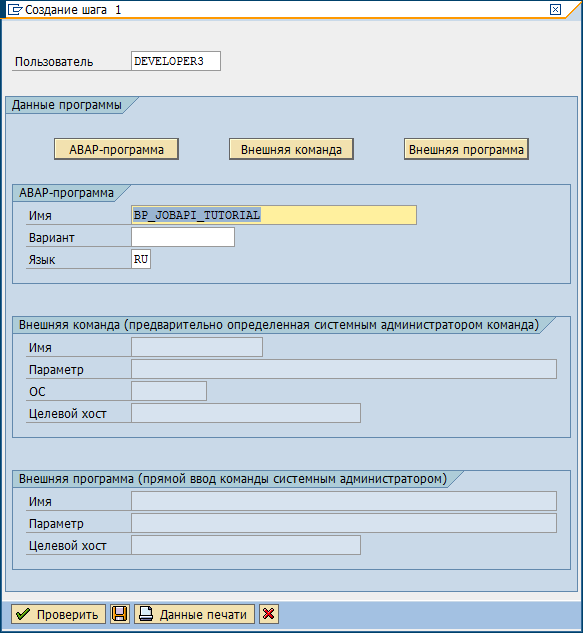 Создание шага 1
Пользователь DEVELOPER3
Данные программы
АВАР-программа Внешняя команда Внешняя программа
АВАР-программа
Имя BP_JOBAPI_TUTORIAL
Вариант
Язык RU
Внешняя команда (предварительно определенная системным администратором команда)
Имя
Параметр
ОС
Целевой хост
Внешняя программа (прямой ввод команды системным администратором)
Имя
Параметр
Целевой хост
Проверить Данные печати